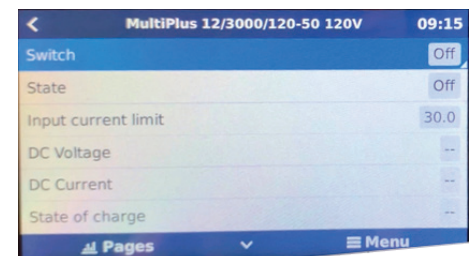 MultiPlus 12/3000/120-50 120V 09:15
Switch Off
State Off
Input current limit 30.0
DC Voltage --
DC Current --
State of charge --
Pages Menu